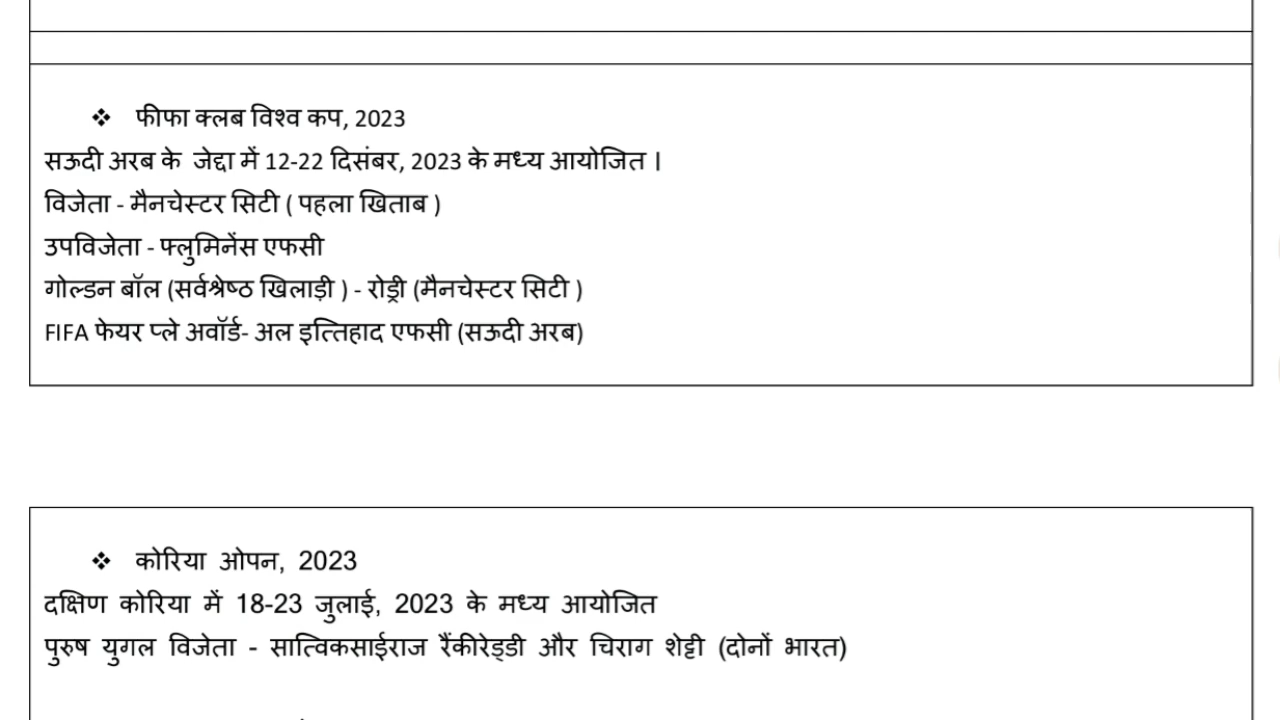 ❖ फीफा क्लब विश्व कप, 2023
सऊदी अरब के जेद्दा में 12-22 दिसंबर, 2023 के मध्य आयोजित ।
विजेता - मैनचेस्टर सिटी ( पहला खिताब )
उपविजेता - फ्लुमिनेंस एफसी
गोल्डन बॉल (सर्वश्रेष्ठ खिलाड़ी ) - रोड्री (मैनचेस्टर सिटी )
FIFA फेयर प्ले अवॉर्ड- अल इत्तिहाद एफसी (सऊदी अरब)
❖ कोरिया ओपन, 2023
दक्षिण कोरिया में 18-23 जुलाई, 2023 के मध्य आयोजित
पुरुष युगल विजेता - सात्विकसाईराज रैंकीरेड्डी और चिराग शेट्टी (दोनों भारत)